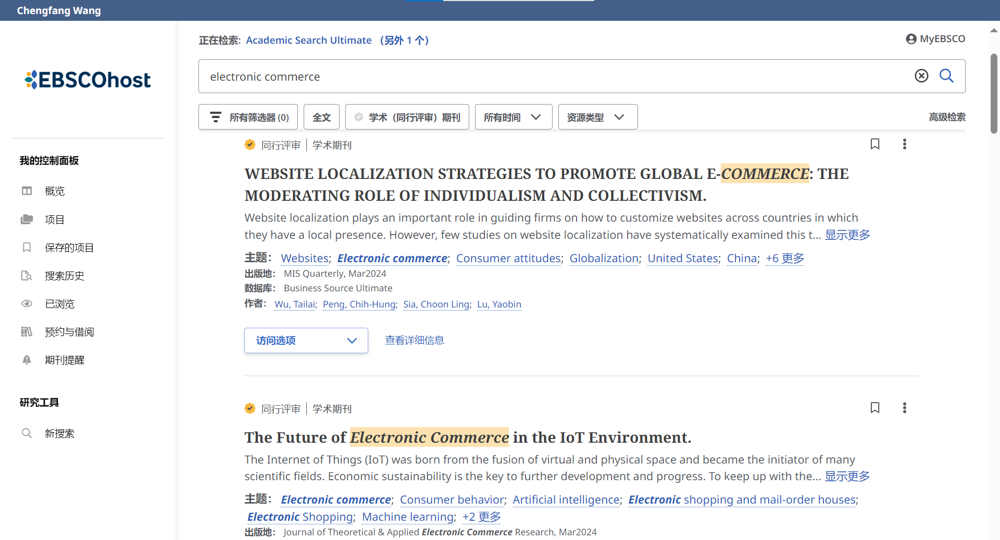 Chengfang Wang
EBSCOhost
我的控制面板
概览
项目
保存的项目
搜索历史
已浏览
预约与借阅
期刊提醒
研究工具
新搜索
正在检索: Academic Search Ultimate (另外 1 个)
MyEBSCO
electronic commerce
所有筛选器 (0) 全文 学术（同行评审）期刊 所有时间 资源类型 高级检索
同行评审 | 学术期刊
WEBSITE LOCALIZATION STRATEGIES TO PROMOTE GLOBAL E-COMMERCE: THE
MODERATING ROLE OF INDIVIDUALISM AND COLLECTIVISM.
Website localization plays an important role in guiding firms on how to customize websites across countries in which
they have a local presence. However, few studies on website localization have systematically examined this t... 显示更多
主题: Websites; Electronic commerce; Consumer attitudes; Globalization; United States; China; +6 更多
出版地: MIS Quarterly, Mar2024
数据库: Business Source Ultimate
作者: Wu, Tailai; Peng, Chih-Hung; Sia, Choon Ling; Lu, Yaobin
访问选项 查看详细信息
同行评审 | 学术期刊
The Future of Electronic Commerce in the IoT Environment.
The Internet of Things (IoT) was born from the fusion of virtual and physical space and became the initiator of many
scientific fields. Economic sustainability is the key to further development and progress. To keep up with the... 显示更多
主题: Electronic commerce; Consumer behavior; Artificial intelligence; Electronic shopping and mail-order houses;
Electronic Shopping; Machine learning; +2 更多
出版地: Journal of Theoretical & Applied Electronic Commerce Research, Mar2024